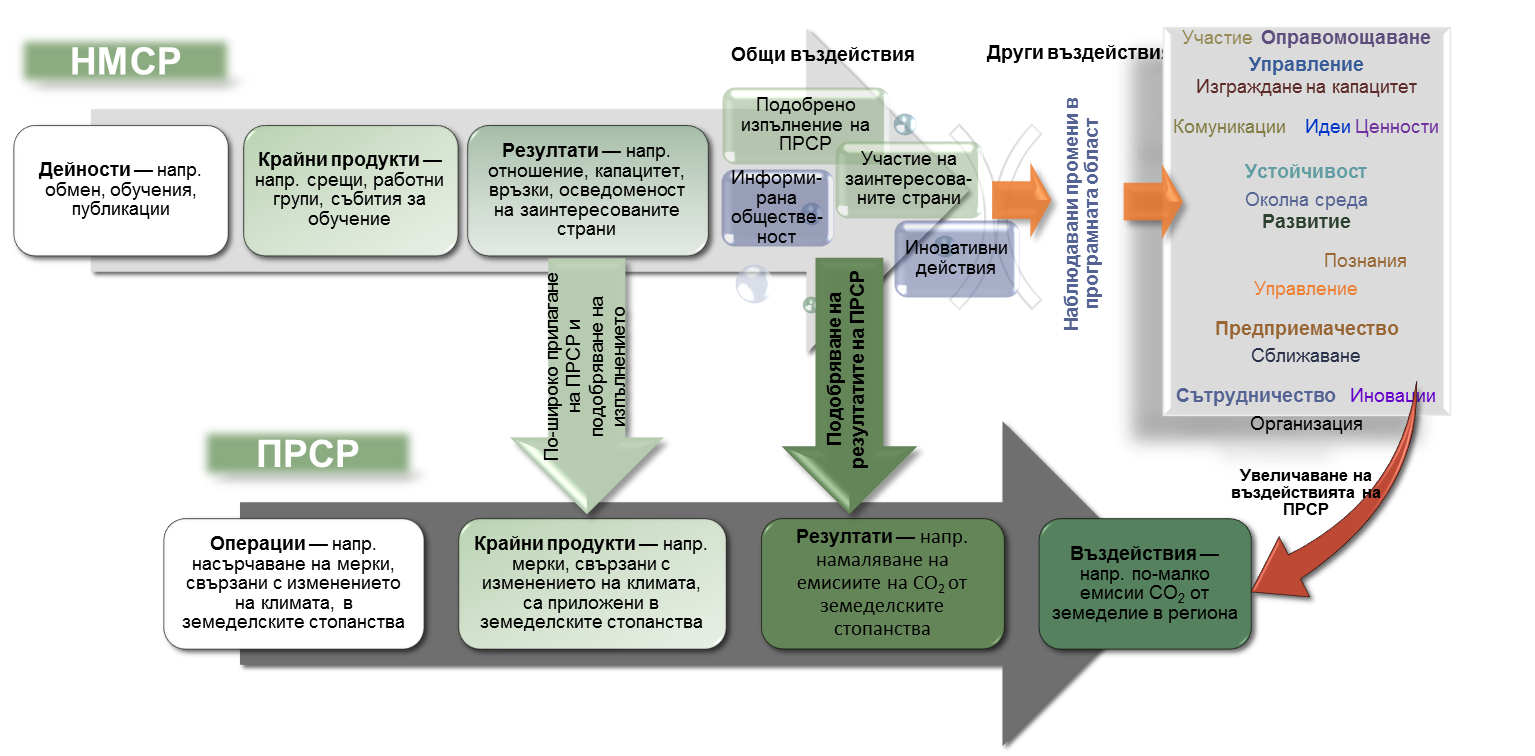 НМСР
Общи въздействия
Други въздействия
Дейности — напр.
обмен, обучения,
публикации
Крайни продукти —
напр. срещи, работни
групи, събития за
обучение
Резултати — напр.
отношение, капацитет,
връзки, осведоменост
на заинтересованите
страни
Подобрено
изпълнение на
ПРСР
Информи-
рана
обществе-
ност
Участие на
заинтересова-
ните страни
Иновативни
действия
Наблюдавани промени в
програмната област
Участие Оправомощаване
Управление
Изграждане на капацитет
Комуникации Идеи Ценности
Устойчивост
Околна среда
Развитие
Познания
Управление
Предприемачество
Сближаване
Сътрудничество Иновации
Организация
По-широко прилагане
на ПРСР и
подобряване на
изпълнението
Подобряване на
резултатите на ПРСР
Увеличаване на
въздействията на
ПРСР
ПРСР
Операции — напр.
насърчаване на мерки,
свързани с изменението
на климата, в
земеделските стопанства
Крайни продукти — напр.
мерки, свързани с
изменението на климата,
са приложени в
земеделските стопанства
Резултати — напр.
намаляване на
емисиите на CO₂ от
земеделските
стопанства
Въздействия —
напр. по-малко
емисии CO₂ от
земеделие в региона